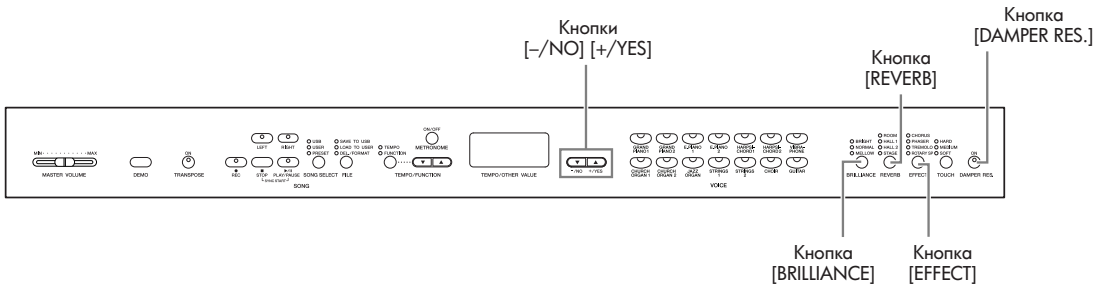 Кнопки
[–/NO] [+/YES]
Кнопка
[REVERB]
Кнопка
[DAMPER RES.]
MIN
MAX
MASTER VOLUME
DEMO
ON
TRANSPOSE
LEFT
RIGHT
REC
STOP
PLAY/PAUSE
SYNC START
SONG
USB
USER
PRESET
SONG SELECT
SAVE TO USB
LOAD TO USER
DEL./FORMAT
FILE
ON/OFF
METRONOME
TEMPO
FUNCTION
TEMPO/FUNCTION
TEMPO/OTHER VALUE
–/NO +/YES
GRAND PIANO 1
GRAND PIANO 2
E.PIANO 1
E.PIANO 2
HARPSI-CHORD 1
HARPSI-CHORD 2
VIBRA-PHONE
CHURCH ORGAN 1
CHURCH ORGAN 2
JAZZ ORGAN
STRINGS 1
STRINGS 2
CHOIR
GUITAR
VOICE
BRIGHT
NORMAL
MELLOW
BRILLIANCE
ROOM
HALL 1
HALL 2
STAGE
REVERB
CHORUS
PHASER
TREMOLO
ROTARY SP
EFFECT
HARD
MEDIUM
SOFT
TOUCH
ON
DAMPER RES.
Кнопка
[BRILLIANCE]
Кнопка
[EFFECT]